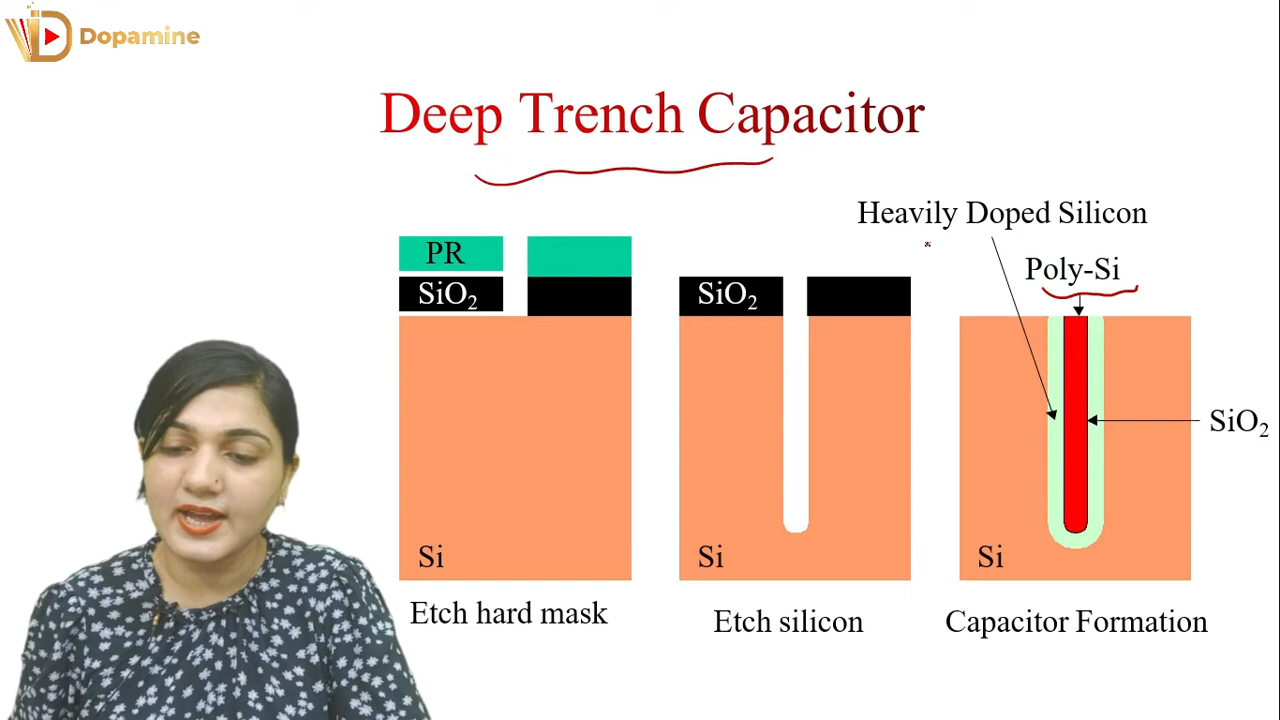 Dopamine
Deep Trench Capacitor
Heavily Doped Silicon
PR
Poly-Si
SiO₂
SiO₂
SiO₂
Si
Si
Si
Etch hard mask
Etch silicon
Capacitor Formation